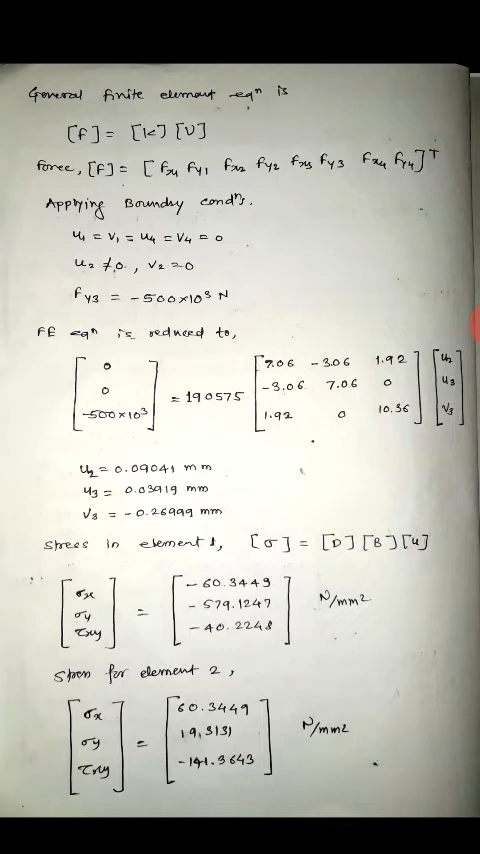 General finite element eqn is
[F] = [K] [U]
force, [F] = [ Fx1 Fy1 Fx2 Fy2 Fx3 Fy3 Fx4 Fy4 ]T
Applying Boundry condn's.
u1 = v1 = u4 = v4 = 0
u2 ≠ 0, v2 = 0
Fy3 = -500×10³ N
FE eqn is reduced to,
[0 0 -500×10³] = 190575 [7.06 -3.06 1.92 -3.06 7.06 0 1.92 0 10.36] [u2 u3 v3]
u2 = 0.09041 mm
u3 = 0.03919 mm
v3 = -0.26999 mm
stress in element 1, [σ] = [D] [B] [u]
[σx σy τxy] = [-60.3449 -579.1247 -40.2248] N/mm2
stress for element 2,
[σx σy τxy] = [60.3449 19.3131 -141.3643] N/mm2